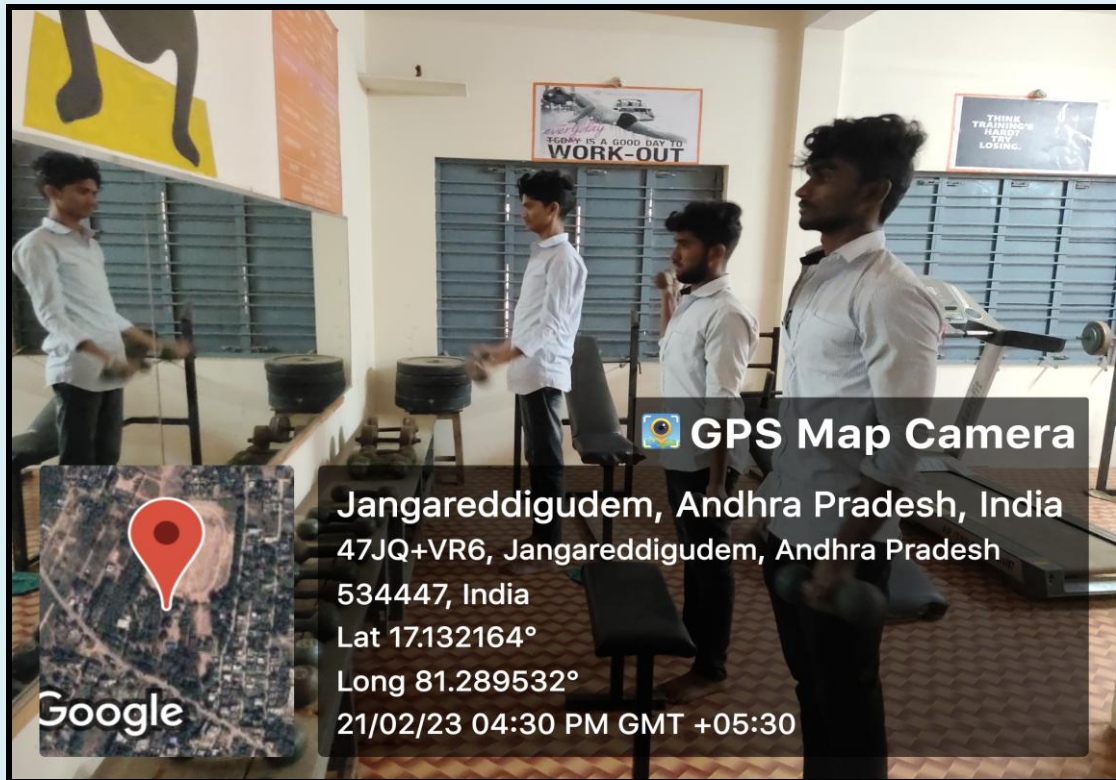 everyday
TODAY IS A GOOD DAY TO
WORK-OUT
THINK
TRAINING'S
HARD?
TRY
LOSING.
GPS Map Camera
Jangareddigudem, Andhra Pradesh, India
47JQ+VR6, Jangareddigudem, Andhra Pradesh
534447, India
Lat 17.132164°
Long 81.289532°
21/02/23 04:30 PM GMT +05:30
Google